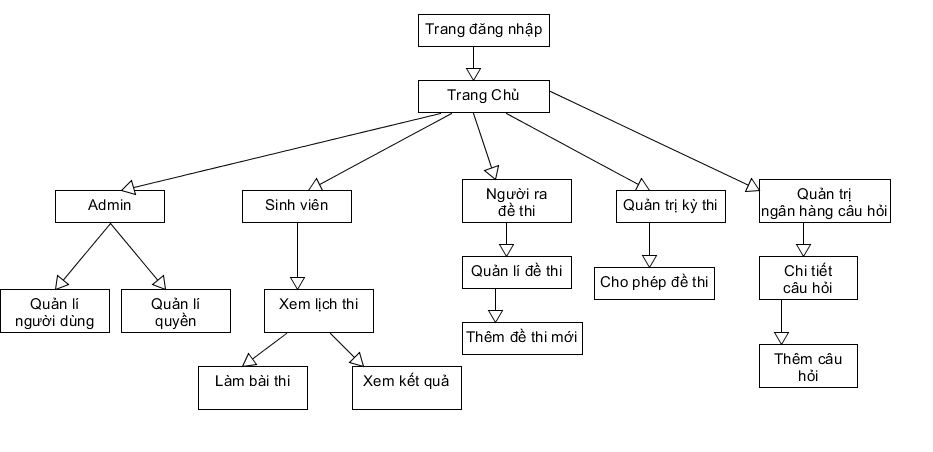 Trang đăng nhập
Trang Chủ
Admin
Sinh viên
Người ra
đề thi
Quản trị kỳ thi
Quản trị
ngân hàng câu hỏi
Quản lí
người dùng
Quản lí
quyền
Xem lịch thi
Quản lí đề thi
Cho phép đề thi
Chi tiết
câu hỏi
Làm bài thi
Xem kết quả
Thêm đề thi mới
Thêm câu
hỏi